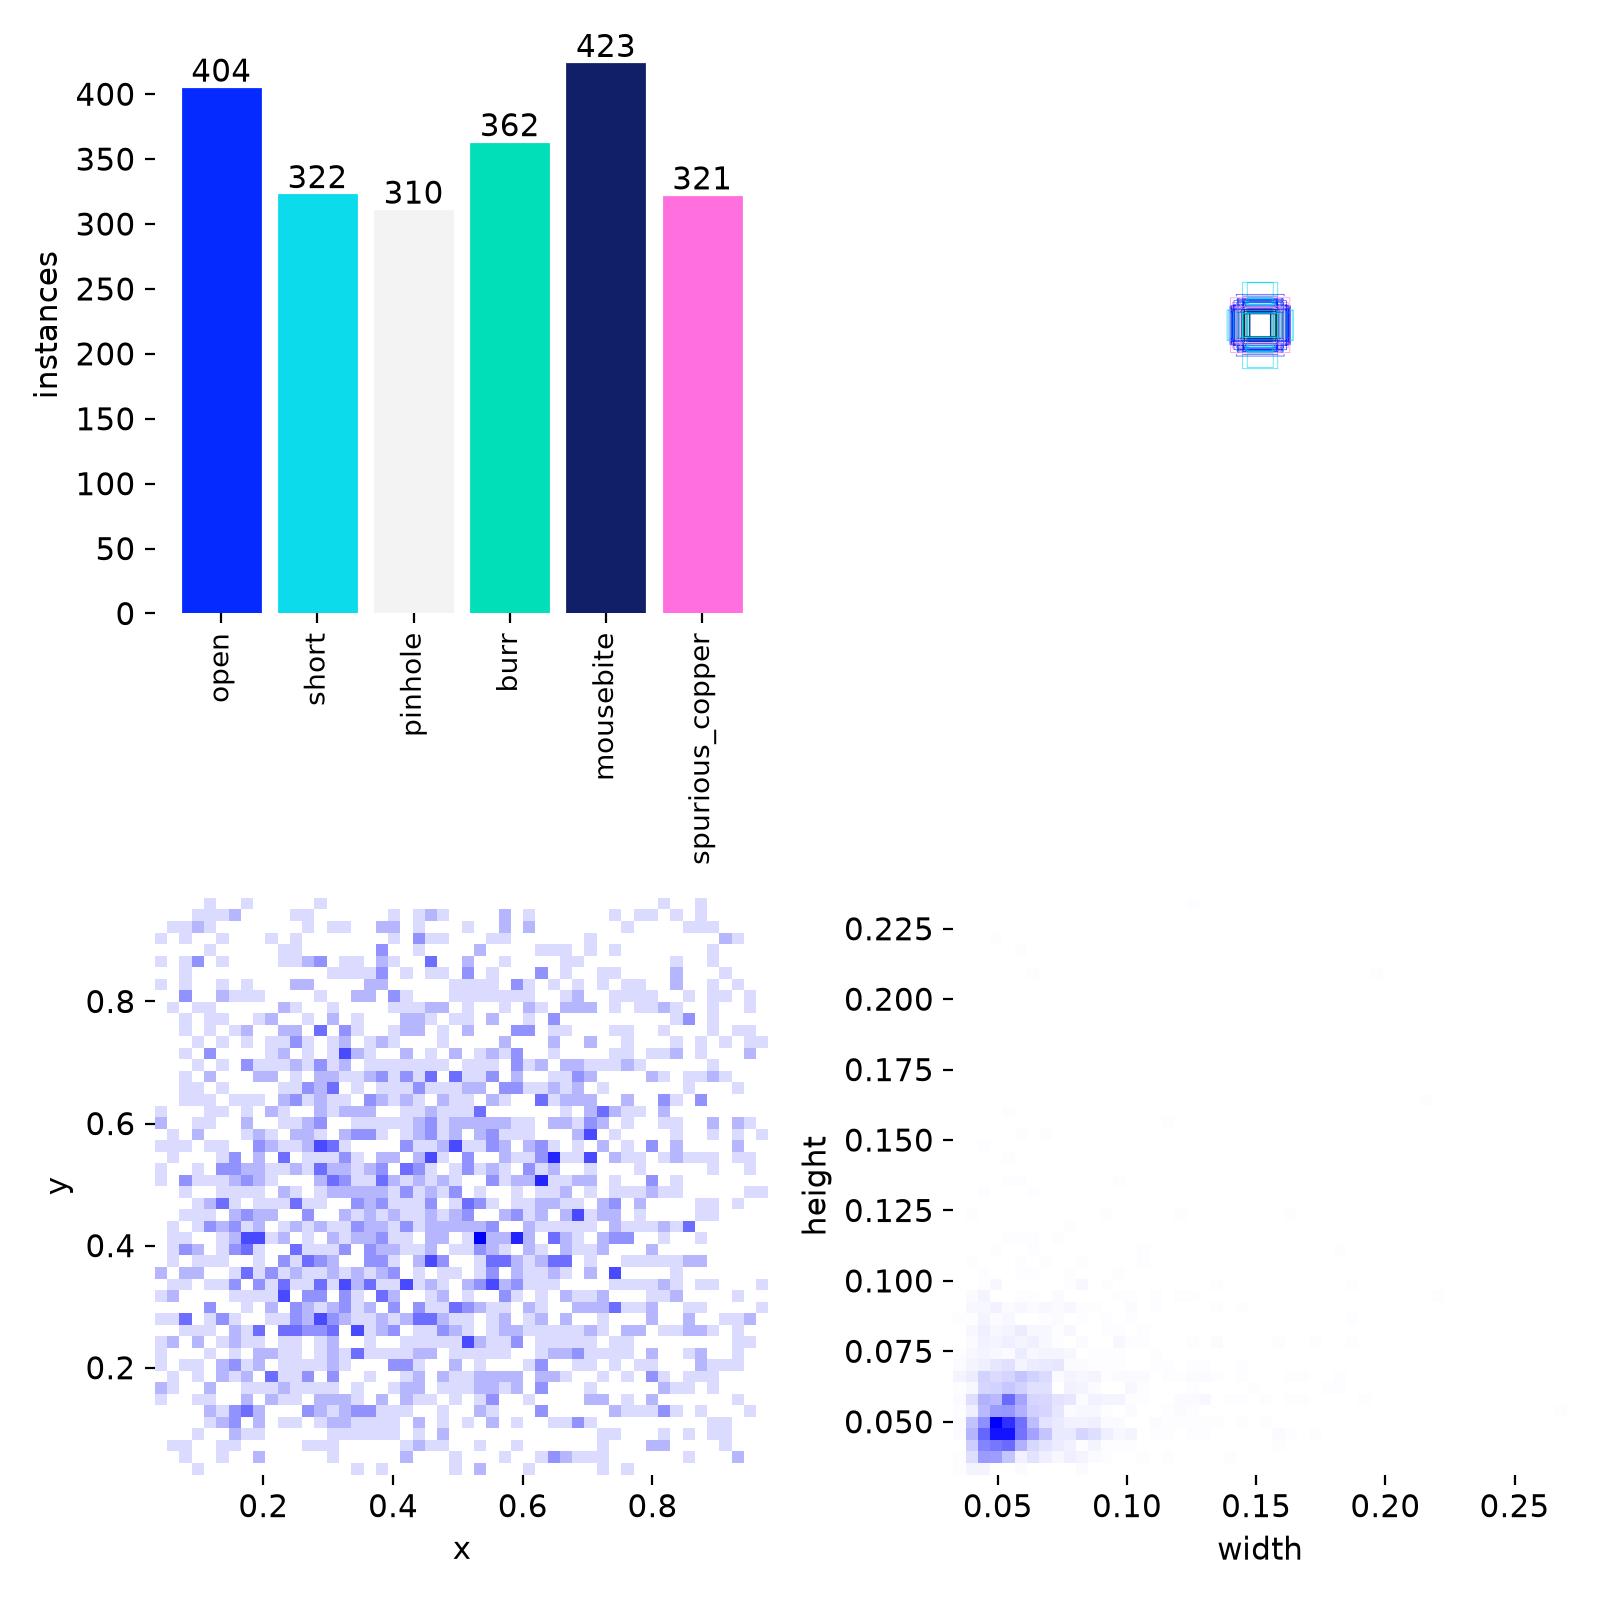 423
404
400
362
350
322
321
310
300
instances
250
200
150
100
50
0
open
short
pinhole
burr
mousebite
spurious_copper
0.8
0.6
y
0.4
0.2
0.2 0.4 0.6 0.8
x
0.225
0.200
0.175
0.150
height
0.125
0.100
0.075
0.050
0.05 0.10 0.15 0.20 0.25
width